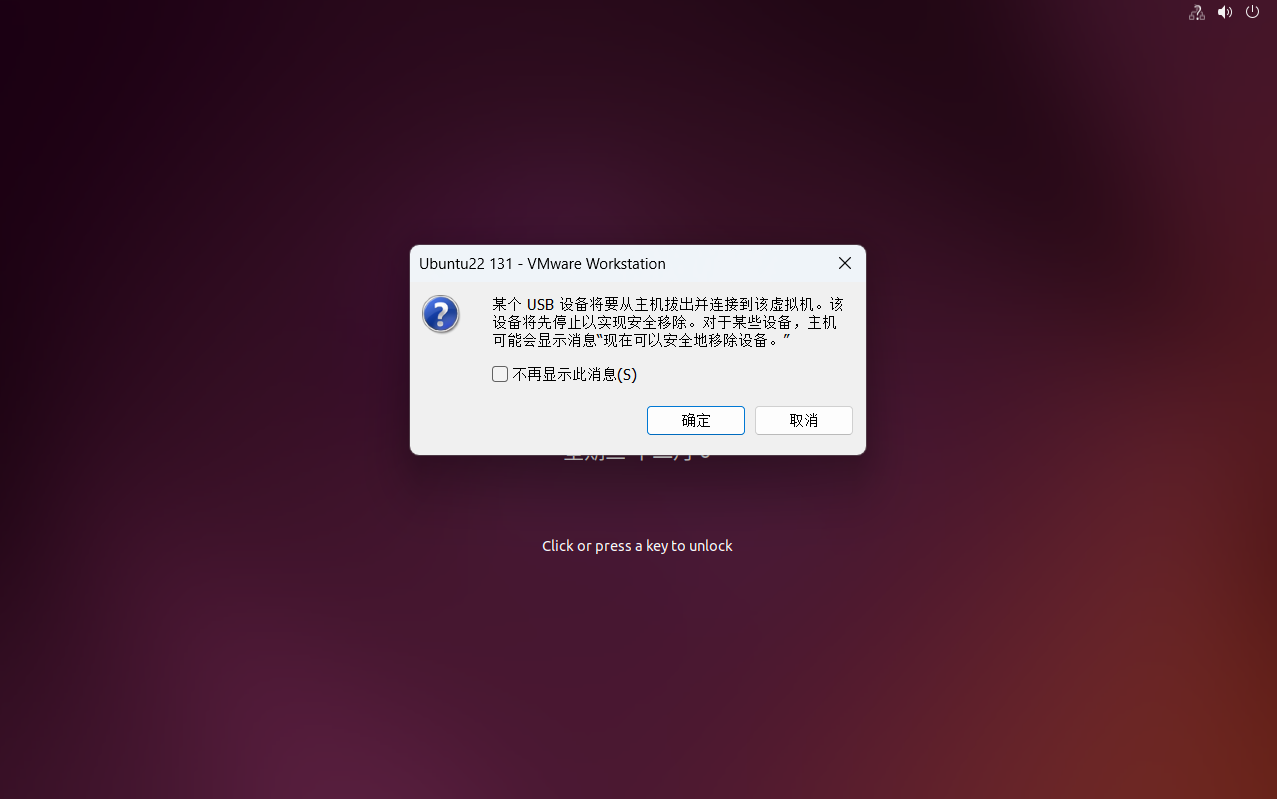 Ubuntu22 131 - VMware Workstation
某个 USB 设备将要从主机拔出并连接到该虚拟机。该
设备将先停止以实现安全移除。对于某些设备，主机
可能会显示消息“现在可以安全地移除设备。”
不再显示此消息(S)
确定
取消
Click or press a key to unlock